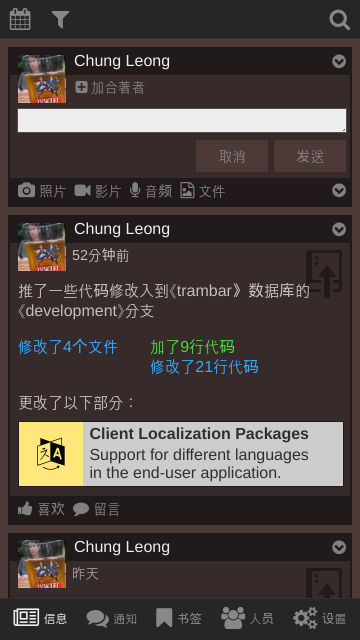 Chung Leong
加合著者
取消
发送
照片
影片
音频
文件
Chung Leong
52分钟前
推了一些代码修改入到《trambar》数据库的
《development》分支
修改了4个文件
加了9行代码
修改了21行代码
更改了以下部分：
Client Localization Packages
Support for different languages
in the end-user application.
喜欢
留言
Chung Leong
昨天
信息
通知
书签
人员
设置